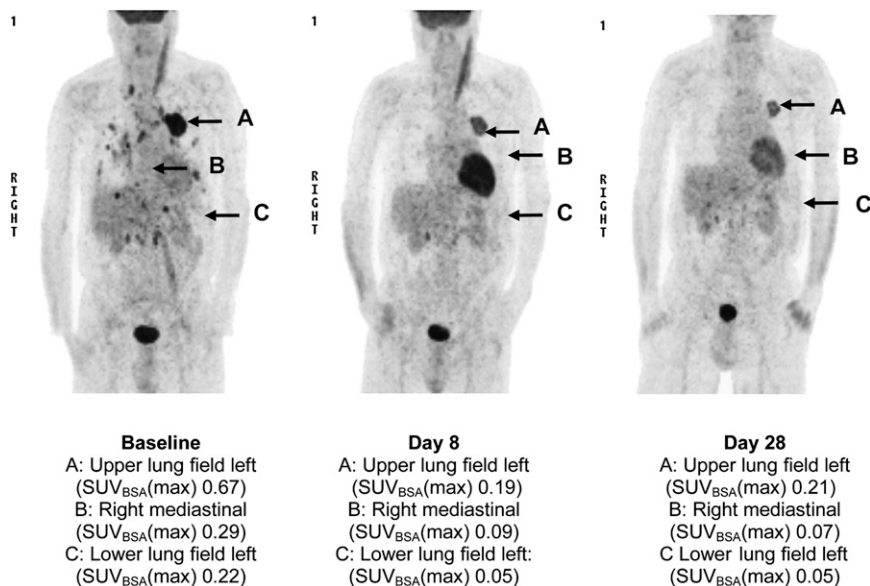 1
A
B
C
RIGHT
1
A
B
C
RIGHT
1
A
B
C
RIGHT
Baseline
A: Upper lung field left
(SUVBSA(max) 0.67)
B: Right mediastinal
(SUVBSA(max) 0.29)
C: Lower lung field left
(SUVBSA(max) 0.22)
Day 8
A: Upper lung field left
(SUVBSA(max) 0.19)
B: Right mediastinal
(SUVBSA(max) 0.09)
C: Lower lung field left:
(SUVBSA(max) 0.05)
Day 28
A: Upper lung field left
(SUVBSA(max) 0.21)
B: Right mediastinal
(SUVBSA(max) 0.07)
C Lower lung field left
(SUVBSA(max) 0.05)